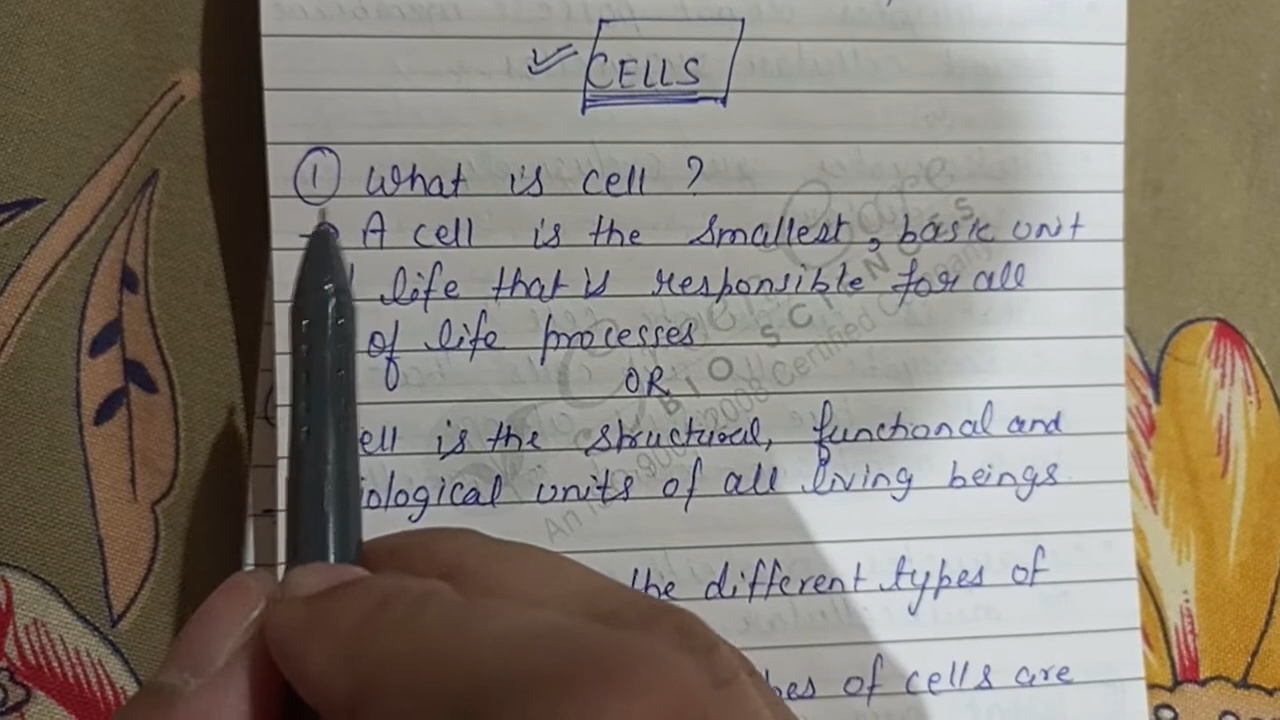 CELLS
① What is cell ?
A cell is the smallest, basic unit
life that is responsible for all
of life processes
OR
ell is the structural, functional and
iological units of all living beings
the different types of
of cells are
BIO SCIENCES